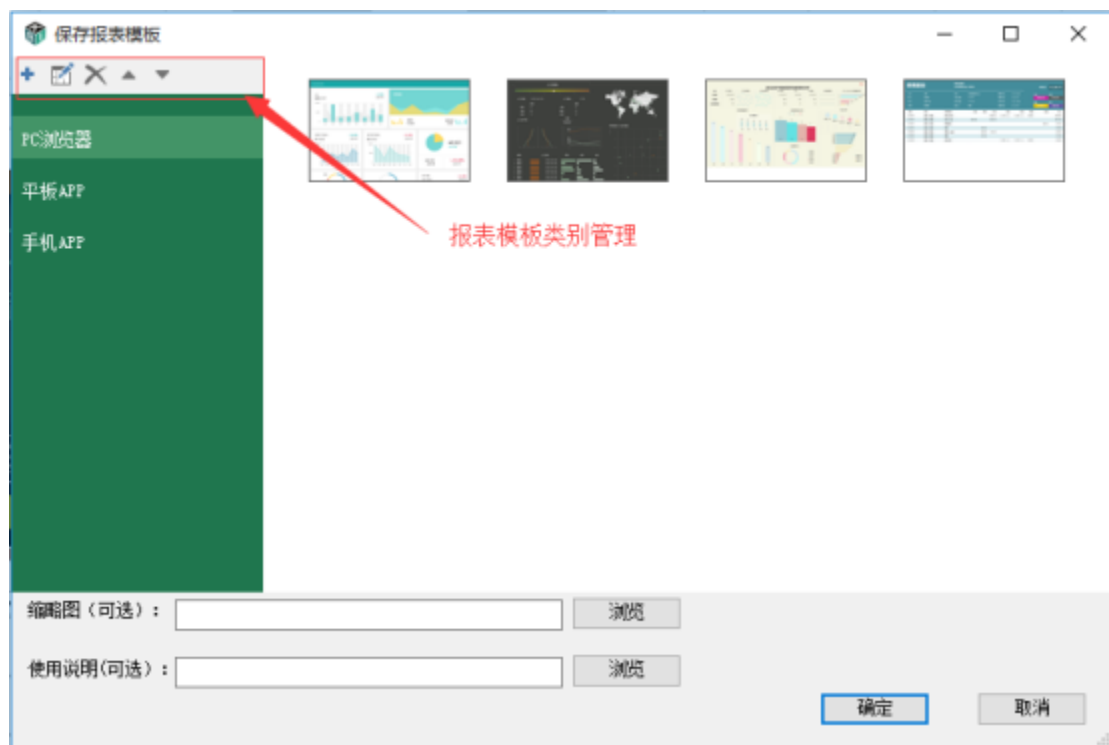 保存报表模板
PC浏览器
平板APP
手机APP
报表模板类别管理
缩略图（可选）：
浏览
使用说明(可选）：
浏览
确定
取消